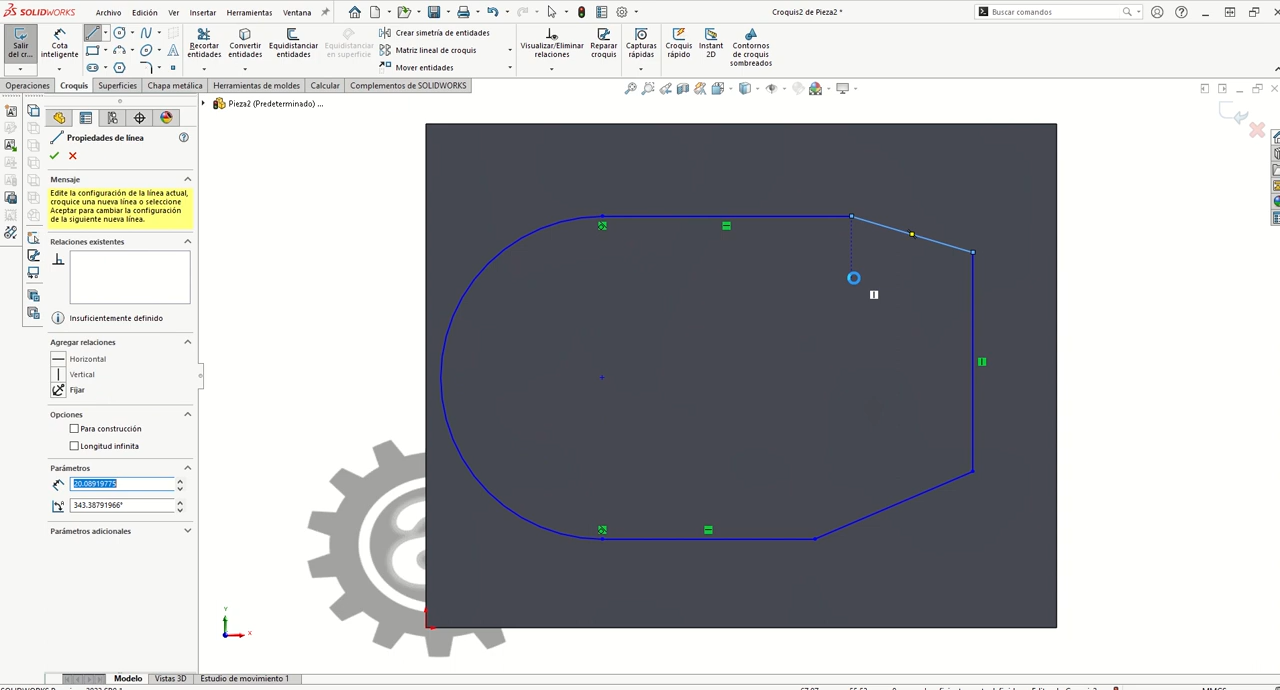 SOLIDWORKS
Archivo
Edición
Ver
Insertar
Herramientas
Ventana
Croquis2 de Pieza2 *
Buscar comandos
Salir del cr...
Cota inteligente
Recortar entidades
Convertir entidades
Equidistanciar entidades
Equidistanciar en superficie
Crear simetría de entidades
Matriz lineal de croquis
Mover entidades
Visualizar/Eliminar relaciones
Reparar croquis
Capturas rápidas
Croquis rápido
Instant 2D
Contornos de croquis sombreados
Operaciones
Croquis
Superficies
Chapa metálica
Herramientas de moldes
Calcular
Complementos de SOLIDWORKS
Pieza2 (Predeterminado) ...
Propiedades de línea
Mensaje
Edite la configuración de la línea actual,
croquice una nueva línea o seleccione
Aceptar para cambiar la configuración
de la siguiente nueva línea.
Relaciones existentes
Insuficientemente definido
Agregar relaciones
Horizontal
Vertical
Fijar
Opciones
Para construcción
Longitud infinita
Parámetros
20.08919775
343.38791966°
Parámetros adicionales
Y
X
Modelo
Vistas 3D
Estudio de movimiento 1